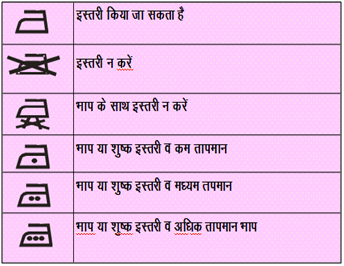 इस्तरी किया जा सकता है
इस्तरी न करें
भाप के साथ इस्तरी न करें
भाप या शुष्क इस्तरी व कम तापमान
भाप या शुष्क इस्तरी व मध्यम तपमान
भाप या शुष्क इस्तरी व अधिक तापमान भाप